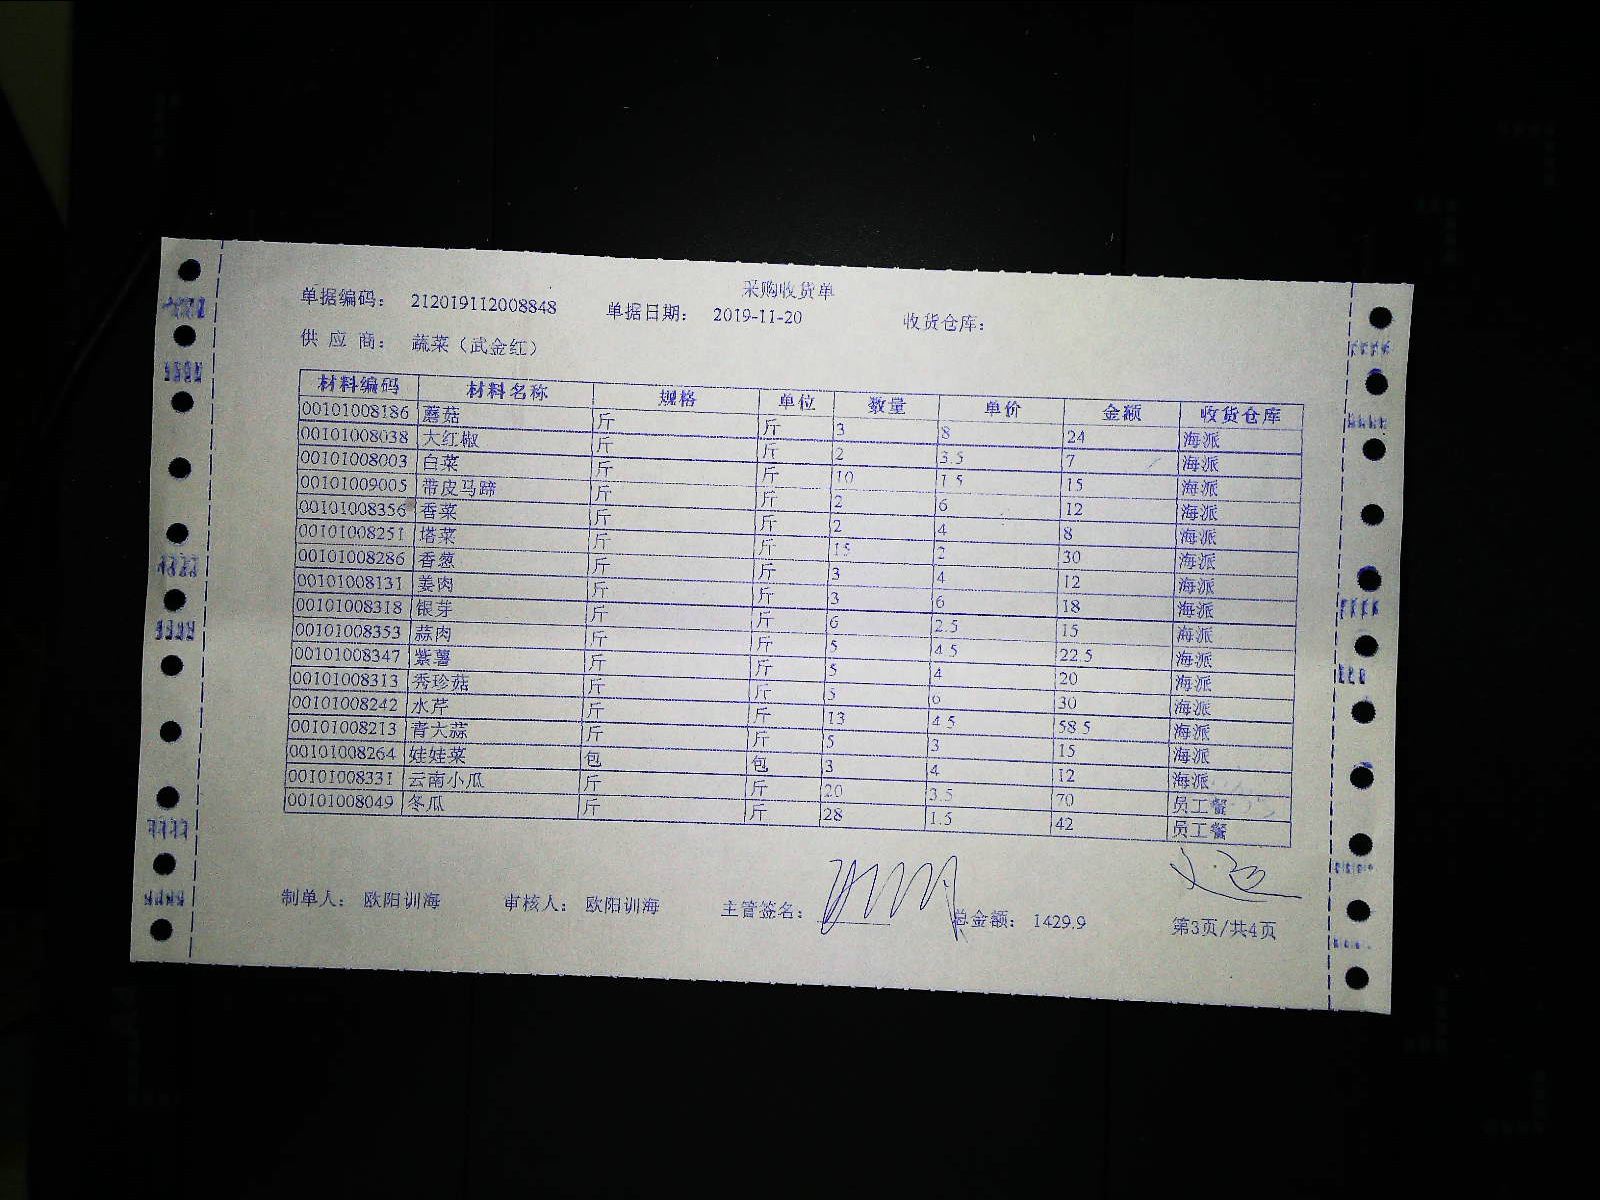 采购收货单
单据编码： 212019112008848 单据日期： 2019-11-20 收货仓库：
供 应 商： 蔬菜（武金红）
材料编码 材料名称 规格 单位 数量 单价 金额 收货仓库
00101008186 蘑菇 斤 斤 3 8 24 海派
00101008038 大红椒 斤 斤 2 3.5 7 海派
00101008003 白菜 斤 斤 10 1.5 15 海派
00101009005 带皮马蹄 斤 斤 2 6 12 海派
00101008356 香菜 斤 斤 2 4 8 海派
00101008251 塔菜 斤 斤 15 2 30 海派
00101008286 香葱 斤 斤 3 4 12 海派
00101008131 姜肉 斤 斤 3 6 18 海派
00101008318 银芽 斤 斤 6 2.5 15 海派
00101008353 蒜肉 斤 斤 5 4.5 22.5 海派
00101008347 紫薯 斤 斤 5 4 20 海派
00101008313 秀珍菇 斤 斤 5 6 30 海派
00101008242 水芹 斤 斤 13 4.5 58.5 海派
00101008213 青大蒜 斤 斤 5 3 15 海派
00101008264 娃娃菜 包 包 3 4 12 海派
00101008331 云南小瓜 斤 斤 20 3.5 70 员工餐
00101008049 冬瓜 斤 斤 28 1.5 42 员工餐
制单人： 欧阳训海 审核人： 欧阳训海 主管签名： 总金额： 1429.9 第3页/共4页